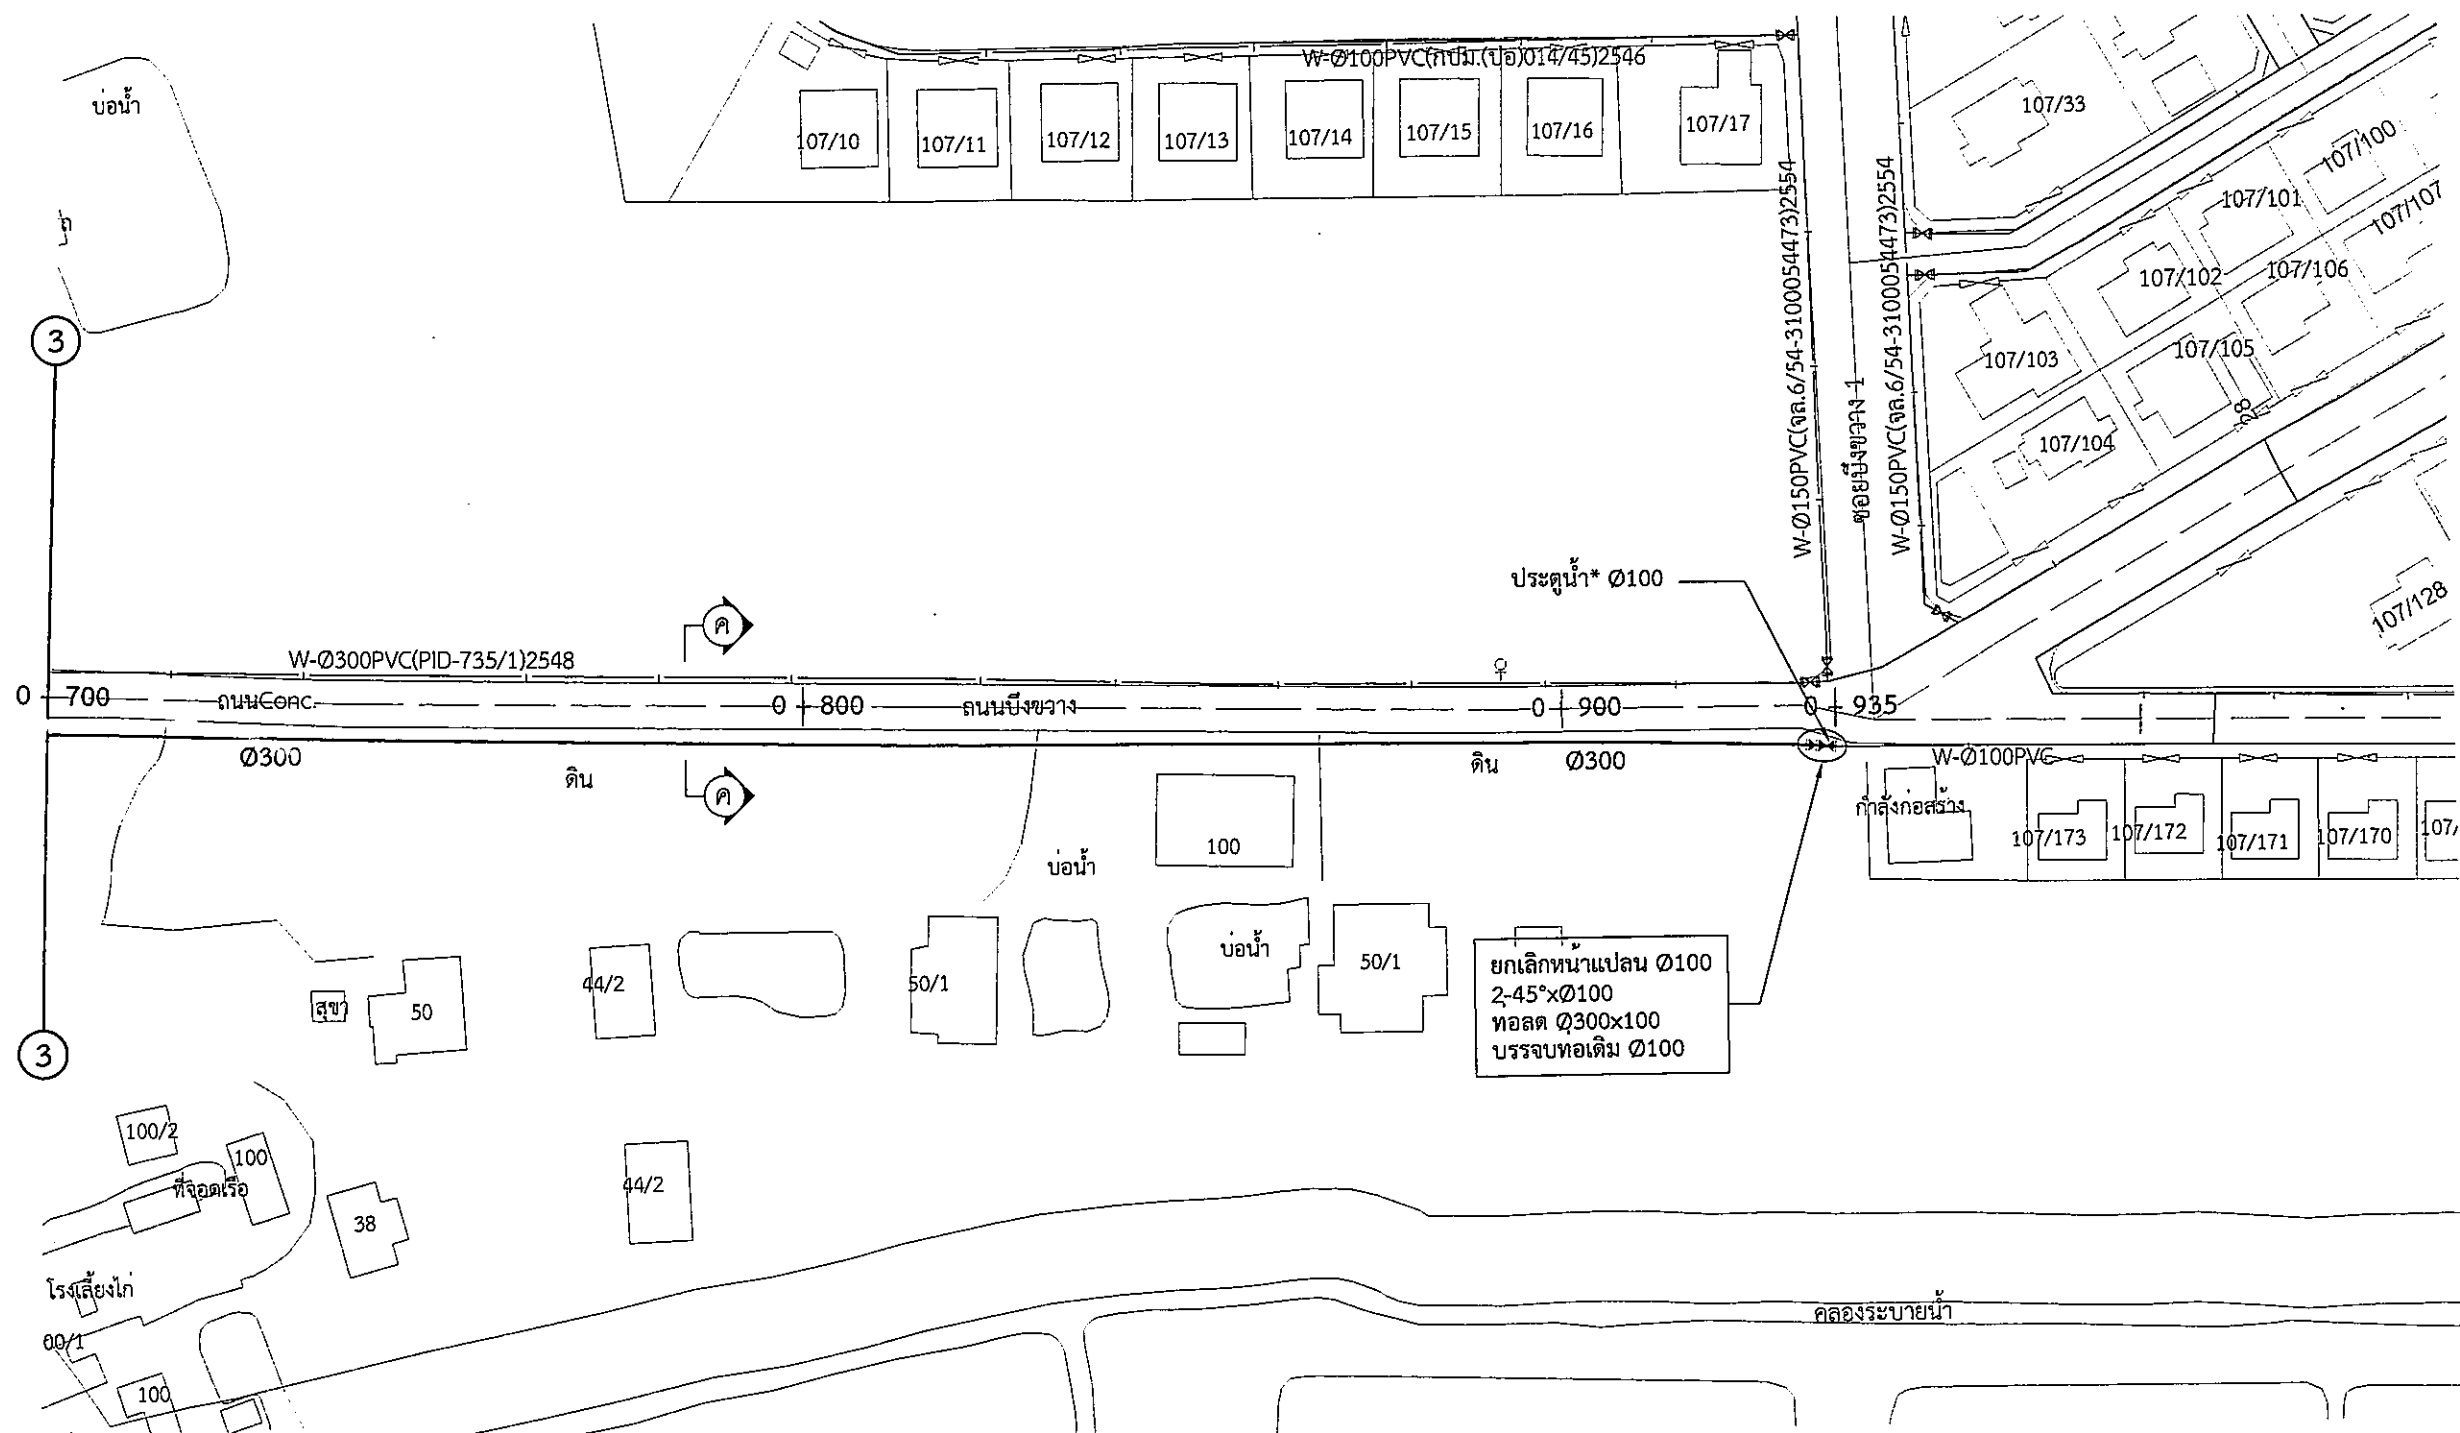 บ่อน้ำ
W-Ø100PVC(กปม.(ปอ)014/45)2546
107/10
107/11
107/12
107/13
107/14
107/15
107/16
107/17
107/33
107/100
107/101
107/107
107/102
107/106
107/103
107/105
107/104
28
107/128
W-Ø150PVC(จล.6/54-3100054473)2554
ซอยบึงขวาง 1
W-Ø150PVC(จล.6/54-3100054473)2554
3
ประตูน้ำ* Ø100
ค
W-Ø300PVC(PID-735/1)2548
0 700
ถนนConc.
0 800
ถนนบึงขวาง
0 900
0 935
Ø300
ดิน
ค
ดิน
Ø300
W-Ø100PVC
กำลังก่อสร้าง
107/173
107/172
107/171
107/170
107/
100
บ่อน้ำ
บ่อน้ำ
สุขา
50
44/2
50/1
50/1
ยกเลิกหน้าแปลน Ø100
2-45°xØ100
ท่อลด Ø300x100
บรรจบท่อเดิม Ø100
3
100/2
100
ที่จอดเรือ
38
44/2
โรงเลี้ยงไก่
00/1
100
คลองระบายน้ำ